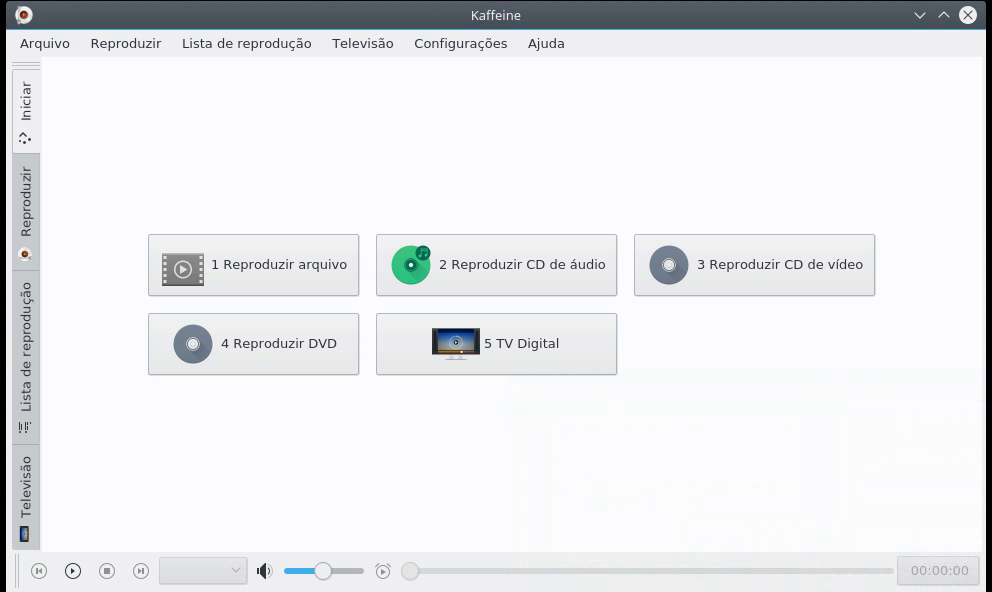 Kaffeine
Arquivo Reproduzir Lista de reprodução Televisão Configurações Ajuda
Iniciar
Reproduzir
Lista de reprodução
Televisão
1 Reproduzir arquivo 2 Reproduzir CD de áudio 3 Reproduzir CD de vídeo
4 Reproduzir DVD 5 TV Digital
00:00:00